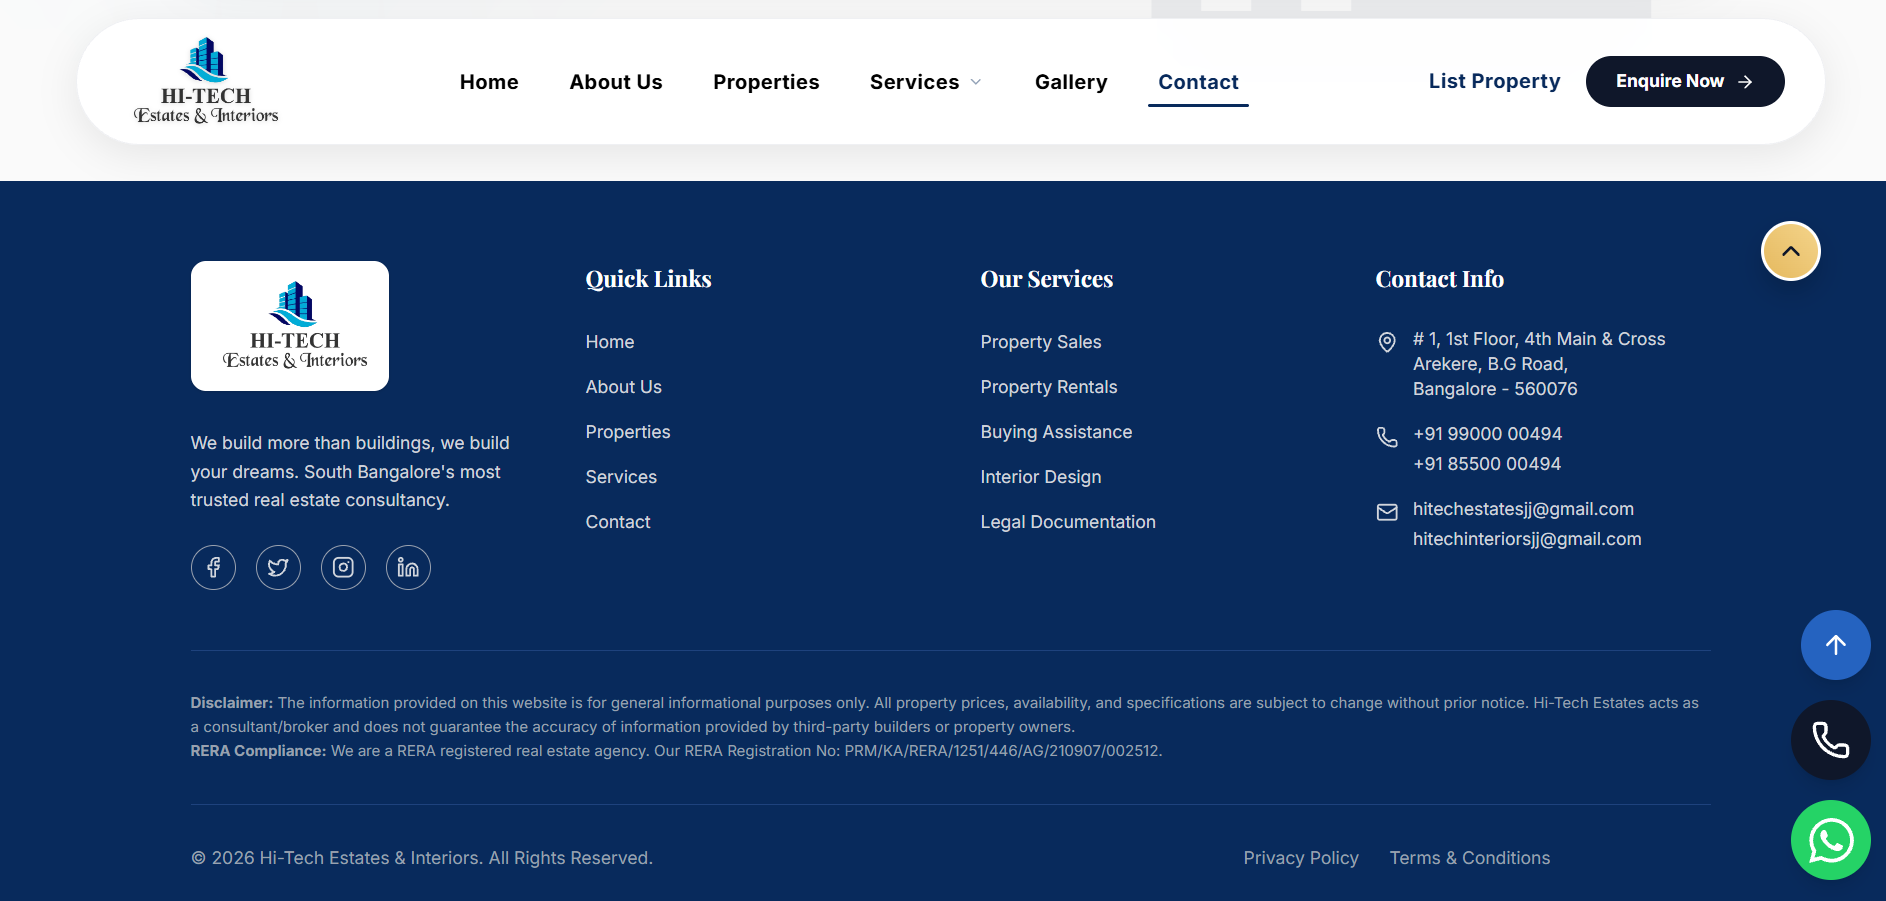 HI-TECH
Estates & Interiors
Home
About Us
Properties
Services
Gallery
Contact
List Property
Enquire Now
HI-TECH
Estates & Interiors
We build more than buildings, we build
your dreams. South Bangalore's most
trusted real estate consultancy.
Quick Links
Home
About Us
Properties
Services
Contact
Our Services
Property Sales
Property Rentals
Buying Assistance
Interior Design
Legal Documentation
Contact Info
# 1, 1st Floor, 4th Main & Cross
Arekere, B.G Road,
Bangalore - 560076
+91 99000 00494
+91 85500 00494
hitechestatesjj@gmail.com
hitechinteriorsjj@gmail.com
Disclaimer: The information provided on this website is for general informational purposes only. All property prices, availability, and specifications are subject to change without prior notice. Hi-Tech Estates acts as
a consultant/broker and does not guarantee the accuracy of information provided by third-party builders or property owners.
RERA Compliance: We are a RERA registered real estate agency. Our RERA Registration No: PRM/KA/RERA/1251/446/AG/210907/002512.
© 2026 Hi-Tech Estates & Interiors. All Rights Reserved.
Privacy Policy
Terms & Conditions